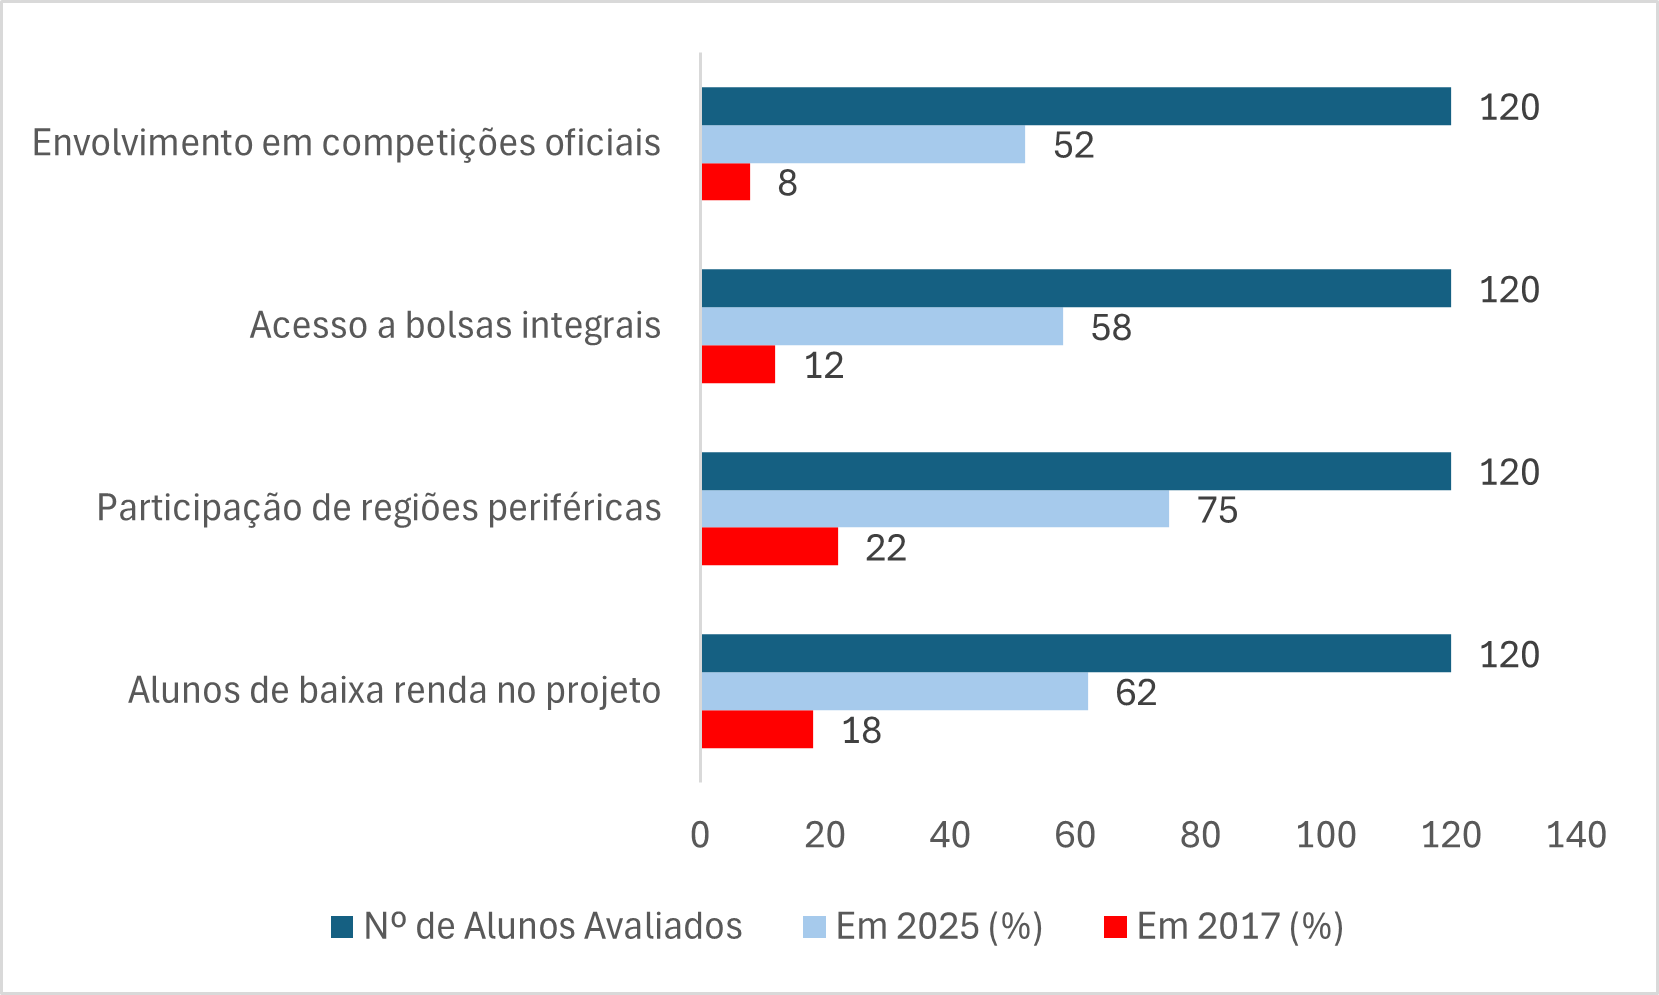 120
Envolvimento em competições oficiais
52
8
120
Acesso a bolsas integrais
58
12
120
Participação de regiões periféricas
75
22
120
Alunos de baixa renda no projeto
62
18
0 20 40 60 80 100 120 140
Nº de Alunos Avaliados Em 2025 (%) Em 2017 (%)